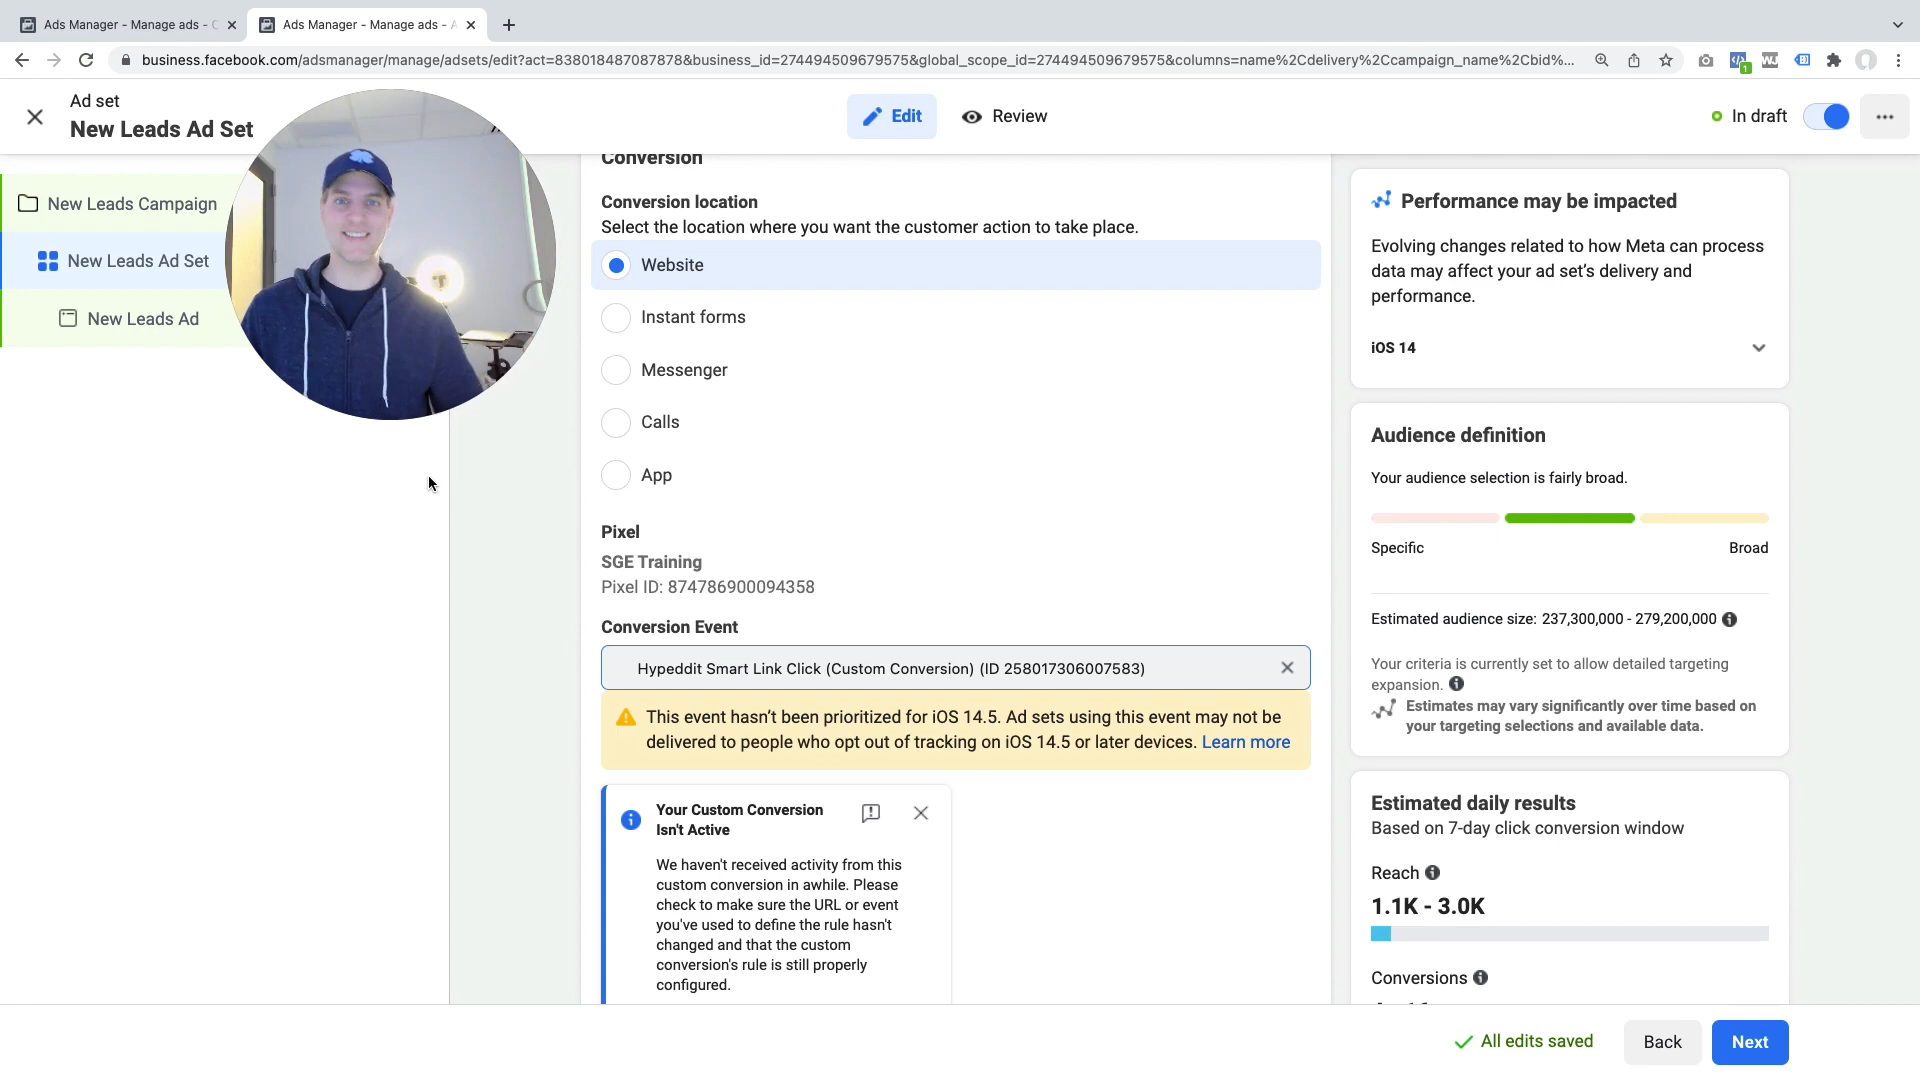 Ads Manager - Manage ads - C
Ads Manager - Manage ads - A
business.facebook.com/adsmanager/manage/adsets/edit?act=838018487087878&business_id=274494509679575&global_scope_id=274494509679575&columns=name%2Cdelivery%2Ccampaign_name%2Cbid%...
1
Ad set
New Leads Ad Set
Edit
Review
In draft
New Leads Campaign
New Leads Ad Set
New Leads Ad
Conversion
Conversion location
Select the location where you want the customer action to take place.
Website
Instant forms
Messenger
Calls
App
Pixel
SGE Training
Pixel ID: 874786900094358
Conversion Event
Hypeddit Smart Link Click (Custom Conversion) (ID 258017306007583)
This event hasn’t been prioritized for iOS 14.5. Ad sets using this event may not be
delivered to people who opt out of tracking on iOS 14.5 or later devices. Learn more
Your Custom Conversion
Isn't Active
We haven't received activity from this
custom conversion in awhile. Please
check to make sure the URL or event
you've used to define the rule hasn't
changed and that the custom
conversion's rule is still properly
configured.
Performance may be impacted
Evolving changes related to how Meta can process
data may affect your ad set’s delivery and
performance.
iOS 14
Audience definition
Your audience selection is fairly broad.
Specific
Broad
Estimated audience size: 237,300,000 - 279,200,000
Your criteria is currently set to allow detailed targeting
expansion.
Estimates may vary significantly over time based on
your targeting selections and available data.
Estimated daily results
Based on 7-day click conversion window
Reach
1.1K - 3.0K
Conversions
All edits saved
Back
Next